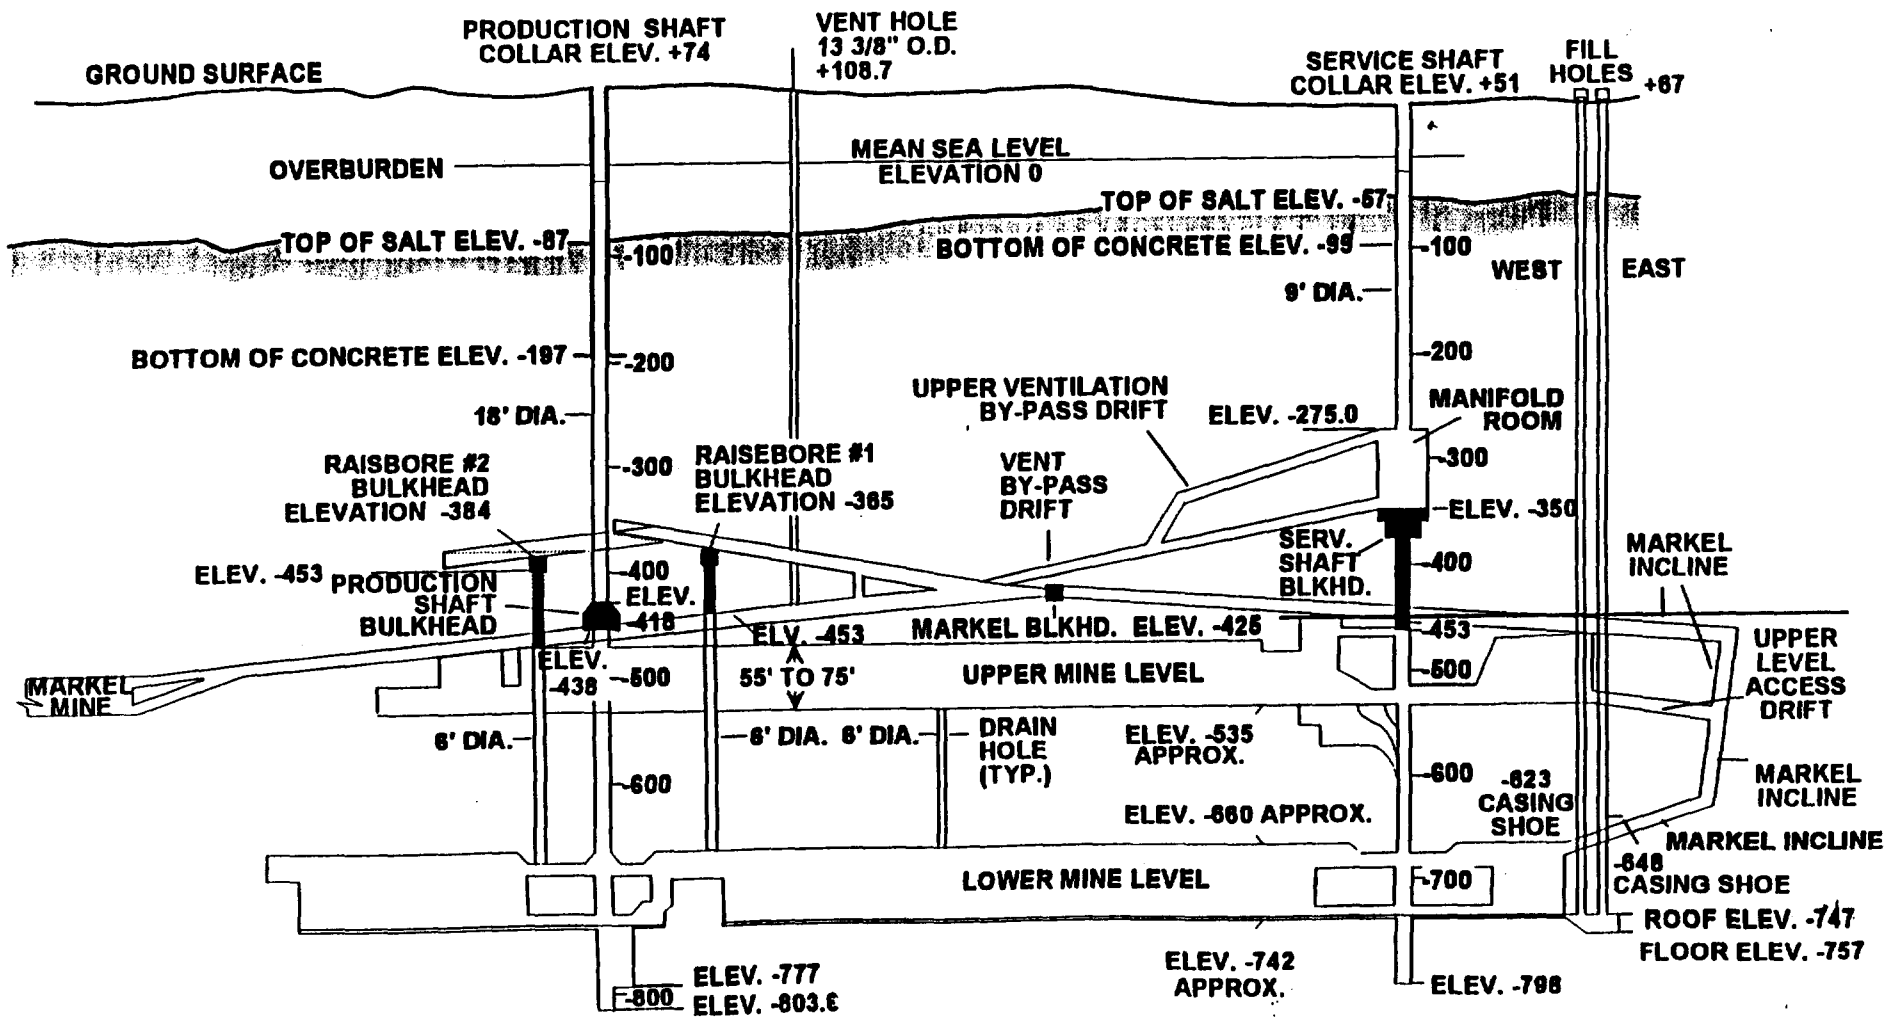 PRODUCTION SHAFT
COLLAR ELEV. +74
VENT HOLE
13 3/8" O.D.
+108.7
GROUND SURFACE
SERVICE SHAFT
COLLAR ELEV. +51
FILL
HOLES
+67
OVERBURDEN
MEAN SEA LEVEL
ELEVATION 0
TOP OF SALT ELEV. -57
TOP OF SALT ELEV. -87
-100
BOTTOM OF CONCRETE ELEV. -99
-100
WEST
EAST
9' DIA.
BOTTOM OF CONCRETE ELEV. -197
-200
-200
18' DIA.
UPPER VENTILATION
BY-PASS DRIFT
ELEV. -275.0
MANIFOLD
ROOM
RAISBORE #2
BULKHEAD
ELEVATION -384
-300
RAISEBORE #1
BULKHEAD
ELEVATION -365
VENT
BY-PASS
DRIFT
-300
ELEV. -350
SERV.
SHAFT
BLKHD.
-400
MARKEL
INCLINE
ELEV. -453
PRODUCTION
SHAFT
BULKHEAD
-400
ELEV.
-418
ELV. -453
MARKEL BLKHD. ELEV. -425
-453
UPPER
LEVEL
ACCESS
DRIFT
ELEV.
-438
-500
55' TO 75'
UPPER MINE LEVEL
-500
MARKEL
MINE
6' DIA.
6' DIA.
6' DIA.
DRAIN
HOLE
(TYP.)
ELEV. -535
APPROX.
-600
-600
-623
CASING
SHOE
MARKEL
INCLINE
ELEV. -660 APPROX.
MARKEL INCLINE
-648
CASING SHOE
LOWER MINE LEVEL
-700
ROOF ELEV. -747
FLOOR ELEV. -757
ELEV. -742
APPROX.
ELEV. -777
-800
ELEV. -803.6
ELEV. -798